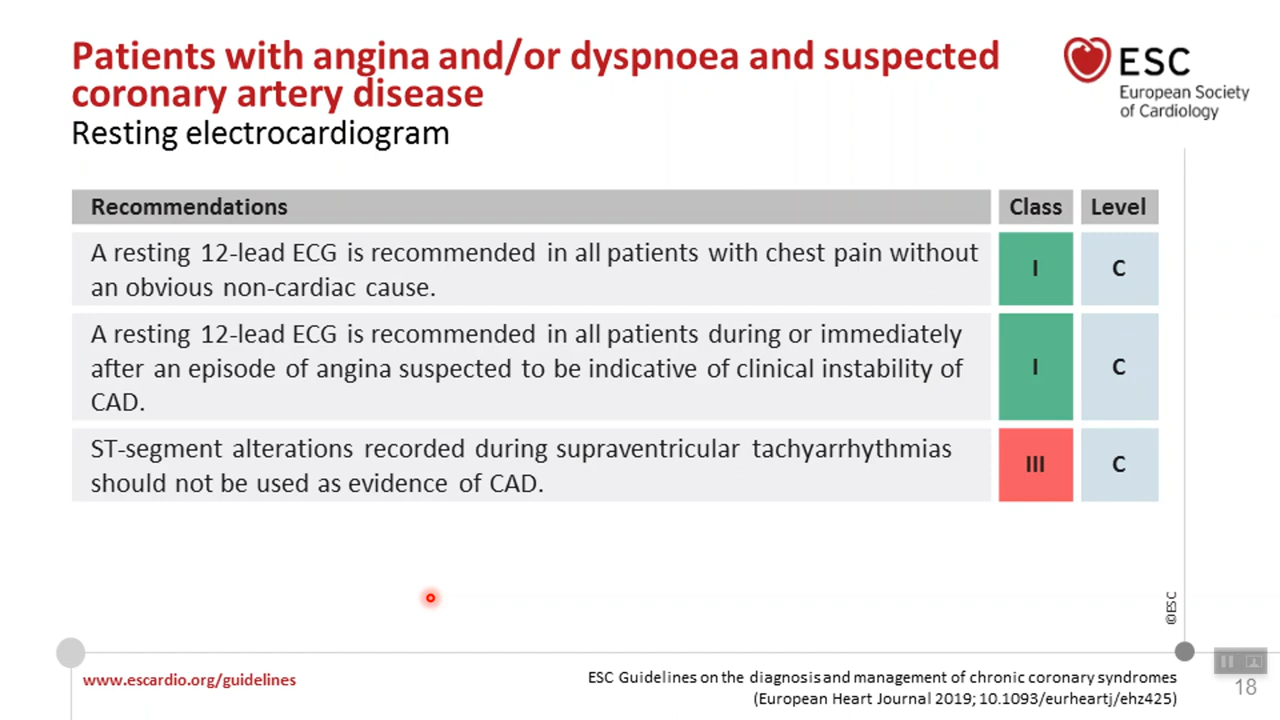 Patients with angina and/or dyspnoea and suspected
coronary artery disease
Resting electrocardiogram
ESC
European Society
of Cardiology
Recommendations Class Level
A resting 12-lead ECG is recommended in all patients with chest pain without
an obvious non-cardiac cause.
I C
A resting 12-lead ECG is recommended in all patients during or immediately
after an episode of angina suspected to be indicative of clinical instability of
CAD.
I C
ST-segment alterations recorded during supraventricular tachyarrhythmias
should not be used as evidence of CAD.
III C
©ESC
www.escardio.org/guidelines
ESC Guidelines on the diagnosis and management of chronic coronary syndromes
(European Heart Journal 2019; 10.1093/eurheartj/ehz425)
18